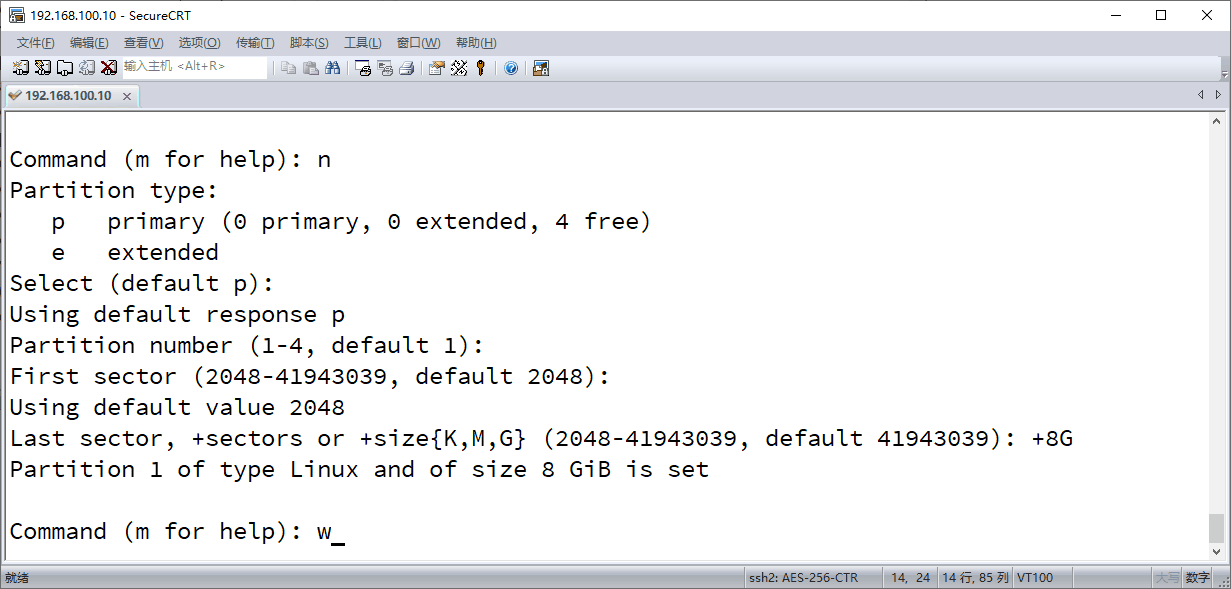 192.168.100.10 - SecureCRT
文件(F) 编辑(E) 查看(V) 选项(O) 传输(T) 脚本(S) 工具(L) 窗口(W) 帮助(H)
输入主机 <Alt+R>
192.168.100.10
Command (m for help): n
Partition type:
   p   primary (0 primary, 0 extended, 4 free)
   e   extended
Select (default p):
Using default response p
Partition number (1-4, default 1):
First sector (2048-41943039, default 2048):
Using default value 2048
Last sector, +sectors or +size{K,M,G} (2048-41943039, default 41943039): +8G
Partition 1 of type Linux and of size 8 GiB is set
Command (m for help): w_
就绪 ssh2: AES-256-CTR 14, 24 14 行, 85 列 VT100 大写 数字